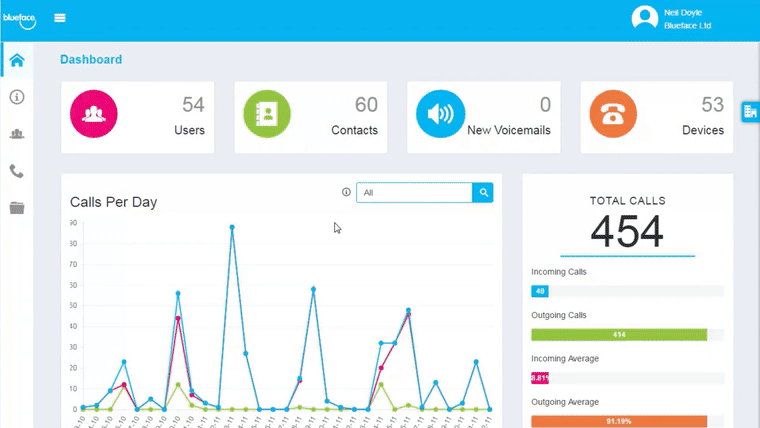 blueface
Neil Doyle
Blueface Ltd
Dashboard
54
Users
60
Contacts
0
New Voicemails
53
Devices
Calls Per Day
All
90
80
70
60
50
40
30
20
10
0
TOTAL CALLS
454
Incoming Calls
40
Outgoing Calls
414
Incoming Average
8.81%
Outgoing Average
91.19%